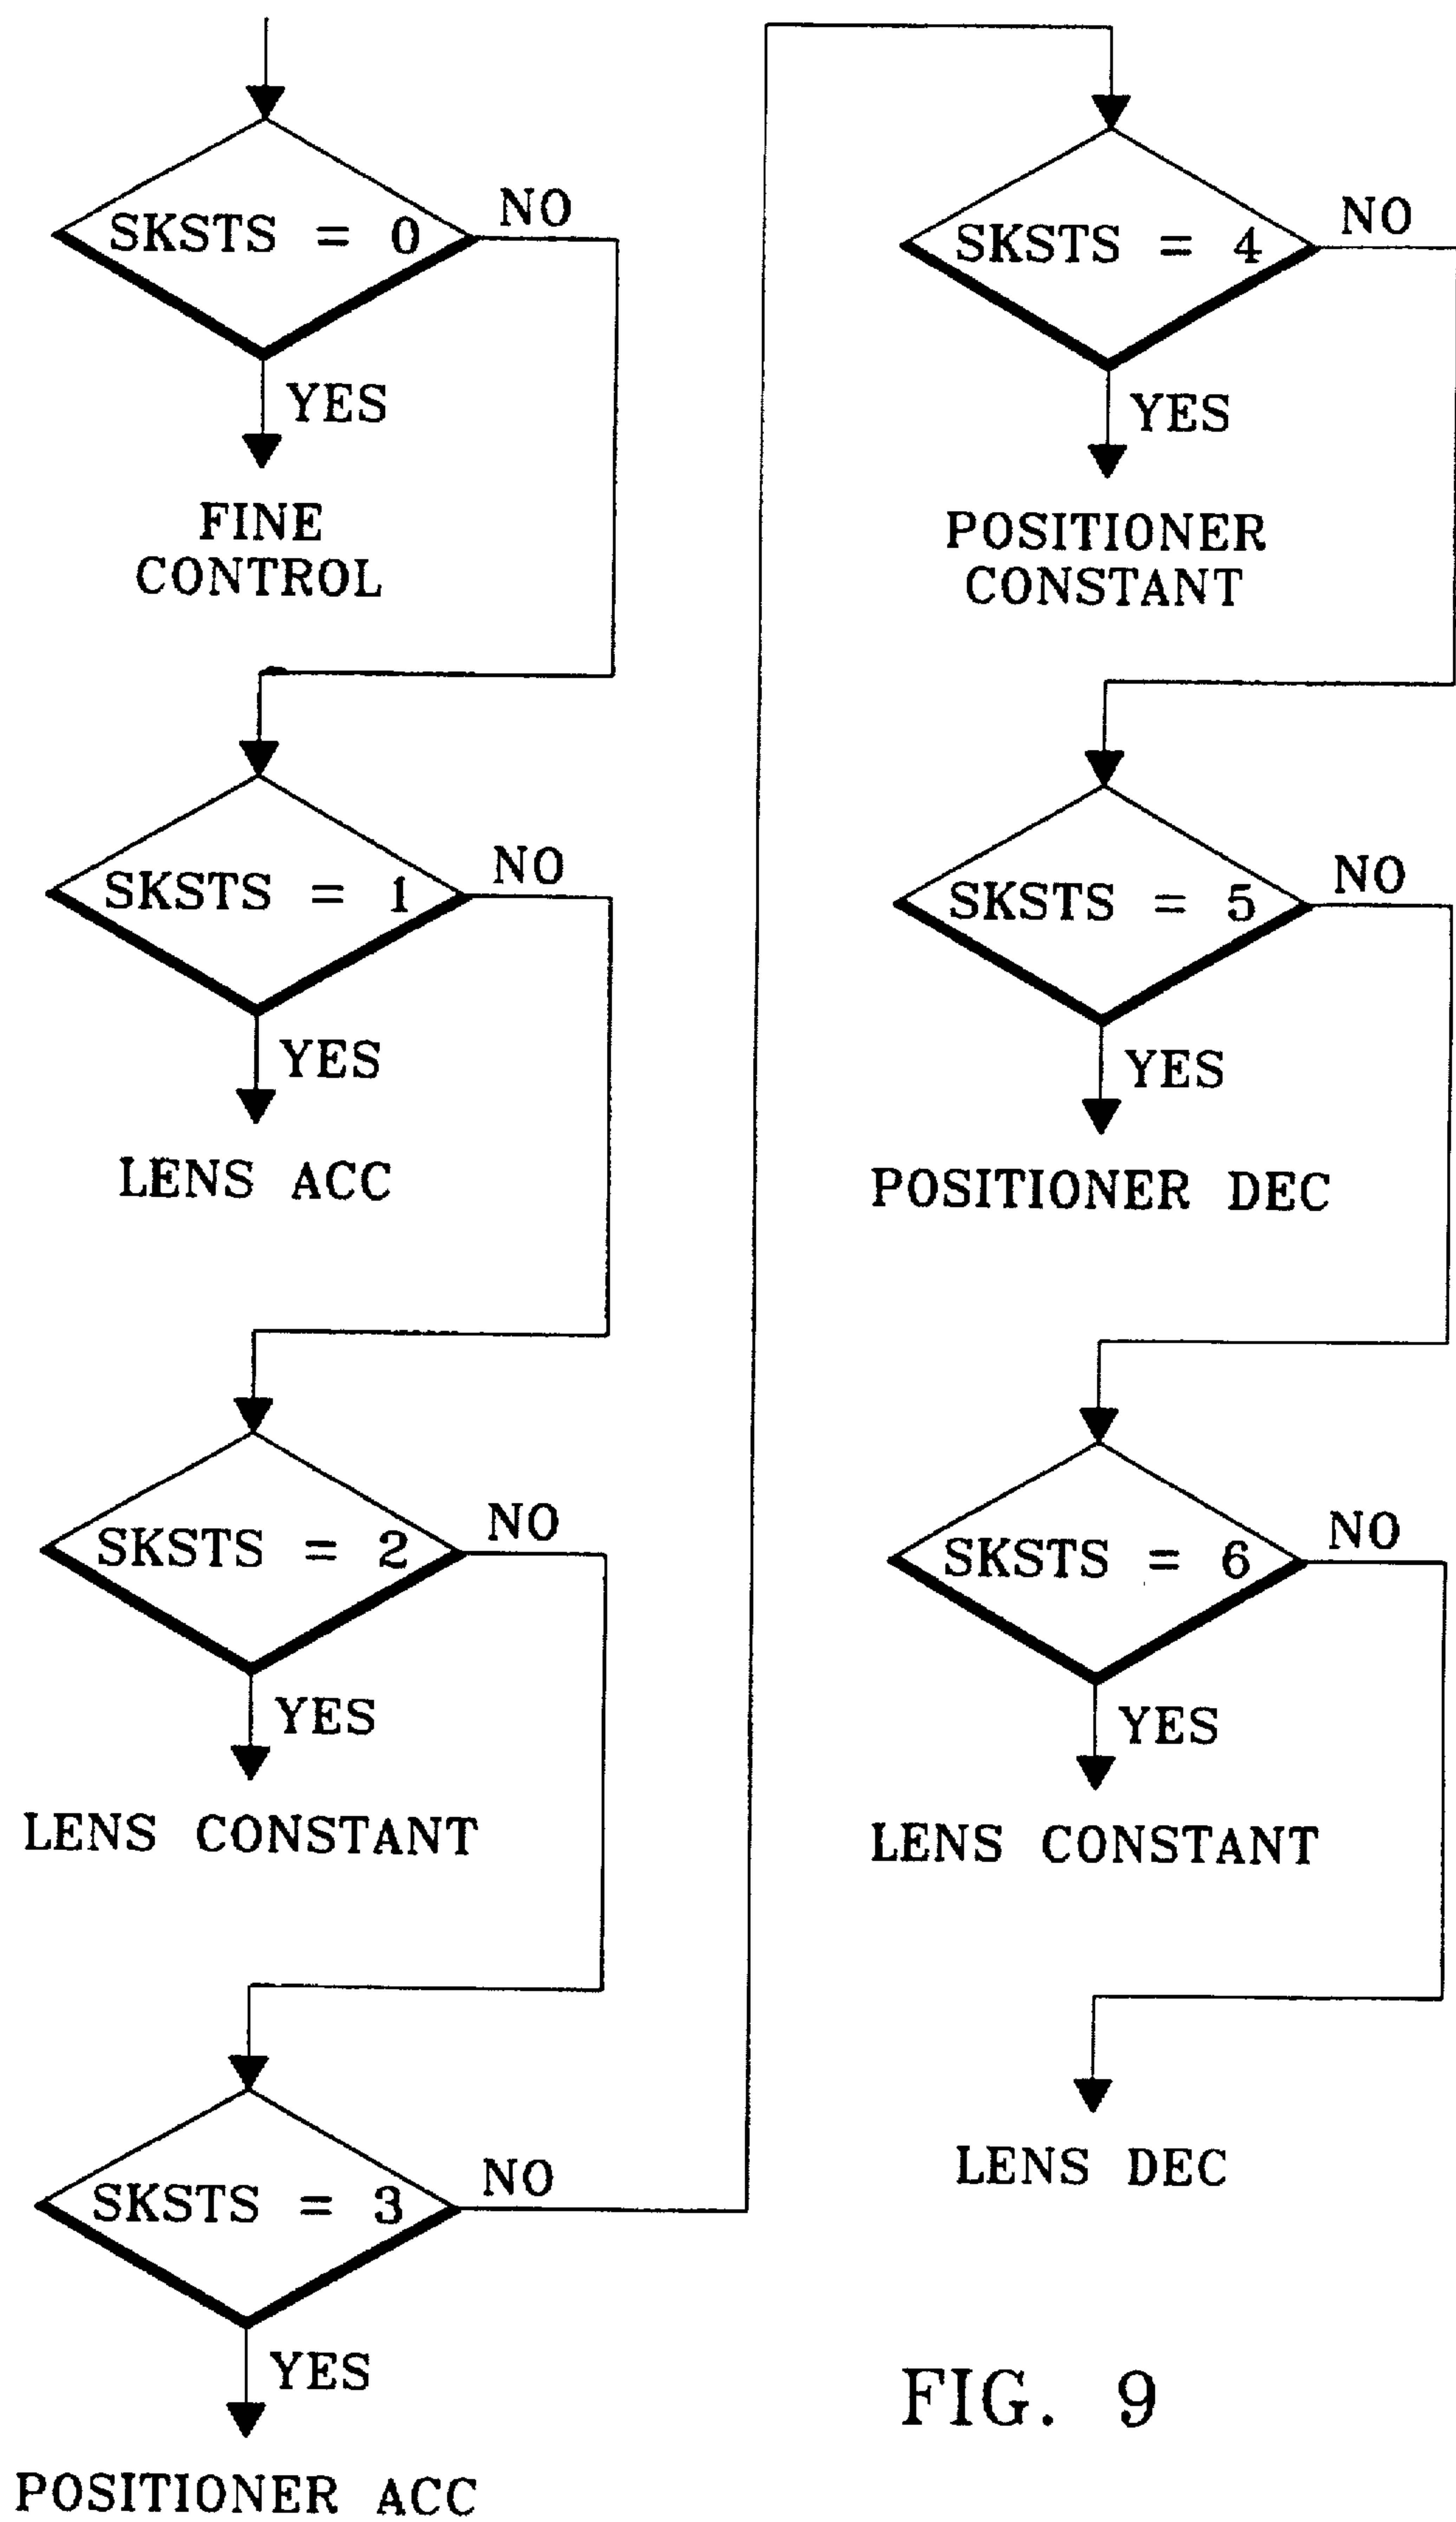 SKSTS = 0
NO
YES
FINE
CONTROL
SKSTS = 1
NO
YES
LENS ACC
SKSTS = 2
NO
YES
LENS CONSTANT
SKSTS = 3
NO
YES
POSITIONER ACC
SKSTS = 4
NO
YES
POSITIONER
CONSTANT
SKSTS = 5
NO
YES
POSITIONER DEC
SKSTS = 6
NO
YES
LENS CONSTANT
LENS DEC
FIG. 9